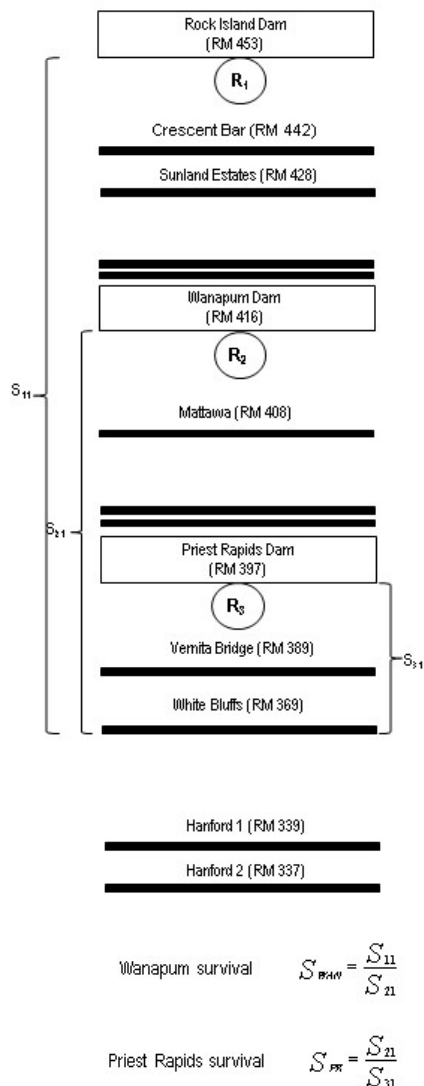 Rock Island Dam
(RM 453)
R1
Crescent Bar (RM 442)
Sunland Estates (RM 428)
Wanapum Dam
(RM 416)
R2
S11
Mattawa (RM 408)
S21
Priest Rapids Dam
(RM 397)
R3
Vernita Bridge (RM 389)
S31
White Bluffs (RM 369)
Hanford 1 (RM 339)
Hanford 2 (RM 337)
Wanapum survival S WAN = S11 / S21
Priest Rapids survival S PR = S21 / S31